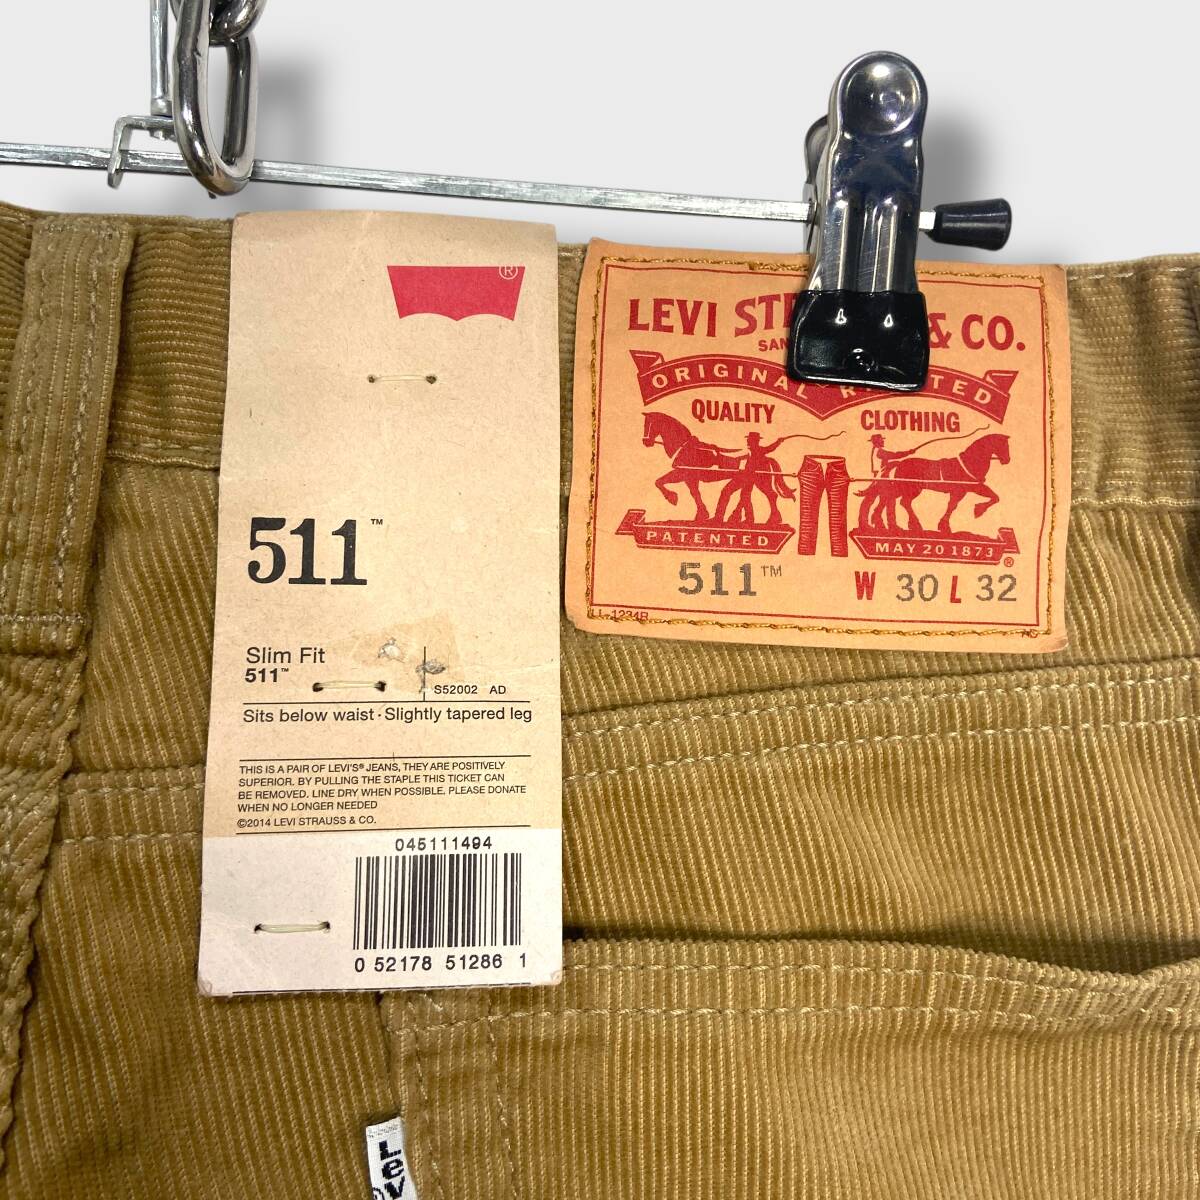 ®
511™
Slim Fit
511™
S52002 AD
Sits below waist · Slightly tapered leg
THIS IS A PAIR OF LEVI'S® JEANS, THEY ARE POSITIVELY
SUPERIOR. BY PULLING THE STAPLE THIS TICKET CAN
BE REMOVED. LINE DRY WHEN POSSIBLE. PLEASE DONATE
WHEN NO LONGER NEEDED
©2014 LEVI STRAUSS & CO.
045111494
0 52178 51286 1
LEVI & CO.
ORIGINAL
QUALITY CLOTHING
PATENTED MAY 20 1873 ®
511™ W 30 L 32
Lev